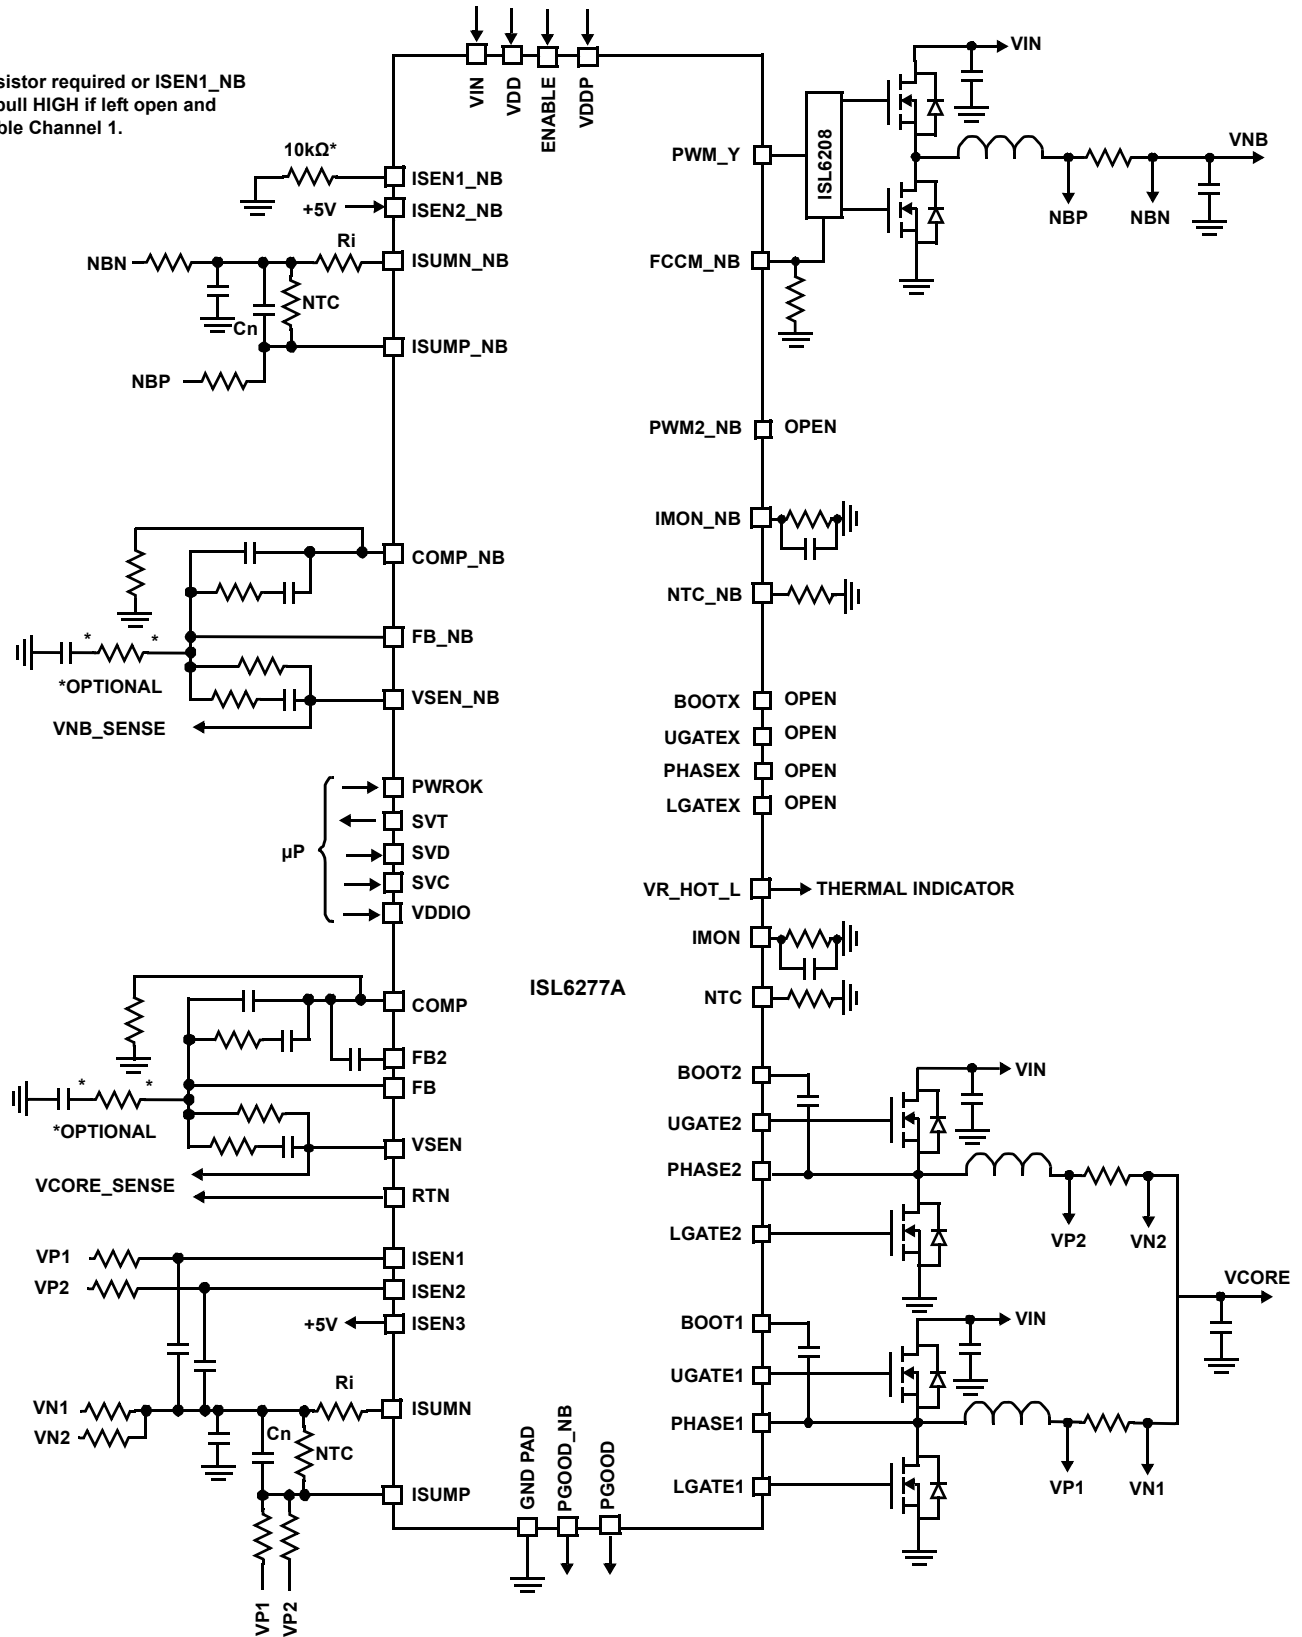 sistor required or ISEN1_NB
pull HIGH if left open and
ble Channel 1.
VIN
VDD
ENABLE
VDDP
10kΩ*
ISEN1_NB
+5V
ISEN2_NB
NBN
Ri
ISUMN_NB
NTC
Cn
ISUMP_NB
NBP
COMP_NB
FB_NB
* *
*OPTIONAL
VSEN_NB
VNB_SENSE
PWROK
SVT
µP
SVD
SVC
VDDIO
COMP
FB2
FB
* *
*OPTIONAL
VSEN
VCORE_SENSE
RTN
VP1
ISEN1
VP2
ISEN2
+5V
ISEN3
Ri
VN1
ISUMN
VN2
Cn
NTC
ISUMP
VP1
VP2
GND PAD
PGOOD_NB
PGOOD
ISL6277A
PWM_Y
ISL6208
VIN
VNB
NBP
NBN
FCCM_NB
PWM2_NB
OPEN
IMON_NB
NTC_NB
BOOTX
OPEN
UGATEX
OPEN
PHASEX
OPEN
LGATEX
OPEN
VR_HOT_L
THERMAL INDICATOR
IMON
NTC
BOOT2
VIN
UGATE2
PHASE2
LGATE2
VP2
VN2
VCORE
BOOT1
VIN
UGATE1
PHASE1
LGATE1
VP1
VN1